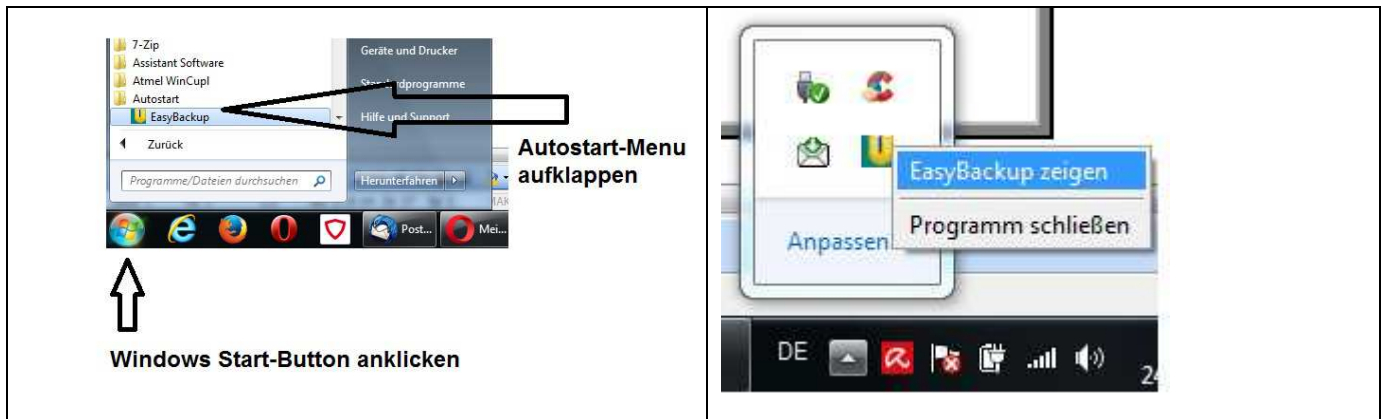 7-Zip
Assistant Software
Atmel WinCupl
Autostart
EasyBackup
Zurück
Programme/Dateien durchsuchen
Geräte und Drucker
Standardprogramme
Hilfe und Support
Herunterfahren
Autostart-Menu
aufklappen
Post...
Mei...
Windows Start-Button anklicken
EasyBackup zeigen
Programm schließen
Anpassen
DE